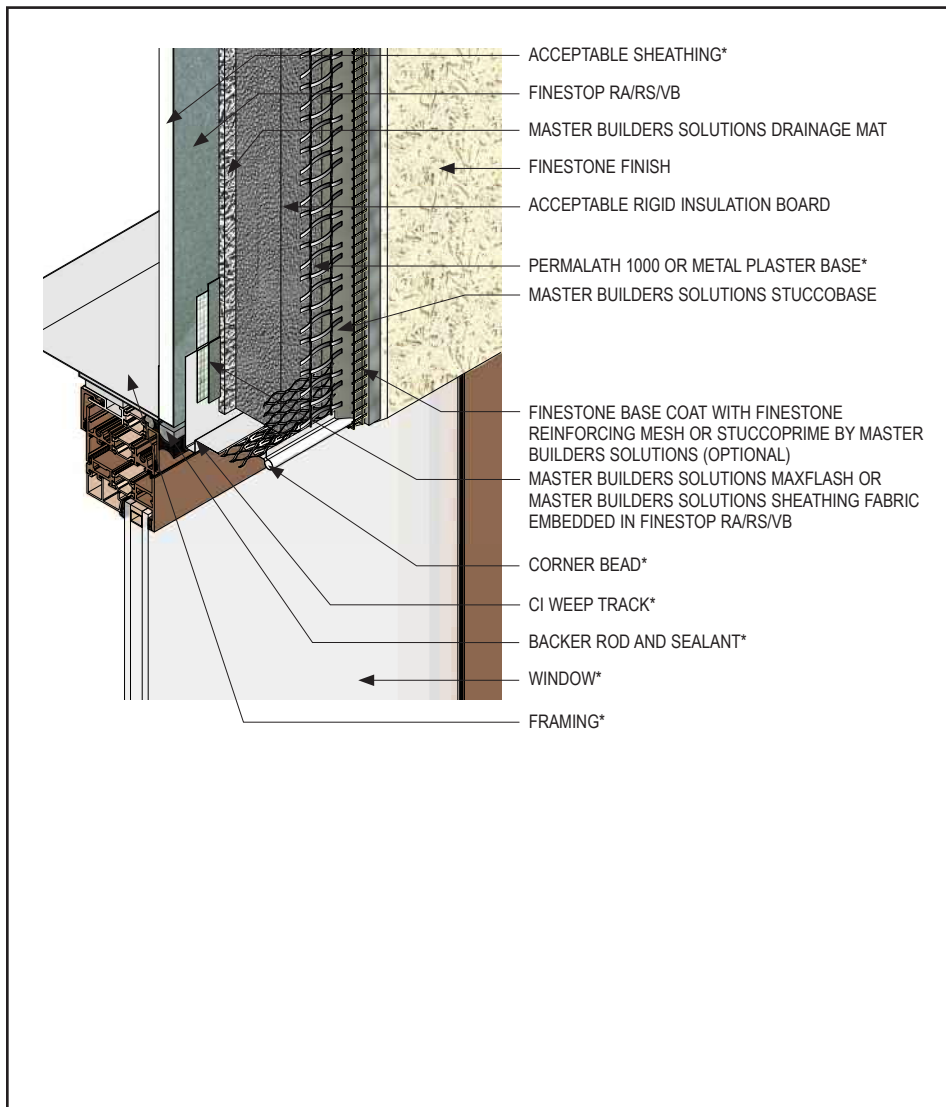 ACCEPTABLE SHEATHING*
FINESTOP RA/RS/VB
MASTER BUILDERS SOLUTIONS DRAINAGE MAT
FINESTONE FINISH
ACCEPTABLE RIGID INSULATION BOARD
PERMALATH 1000 OR METAL PLASTER BASE*
MASTER BUILDERS SOLUTIONS STUCCOBASE
FINESTONE BASE COAT WITH FINESTONE
REINFORCING MESH OR STUCCOPRIME BY MASTER
BUILDERS SOLUTIONS (OPTIONAL)
MASTER BUILDERS SOLUTIONS MAXFLASH OR
MASTER BUILDERS SOLUTIONS SHEATHING FABRIC
EMBEDDED IN FINESTOP RA/RS/VB
CORNER BEAD*
CI WEEP TRACK*
BACKER ROD AND SEALANT*
WINDOW*
FRAMING*